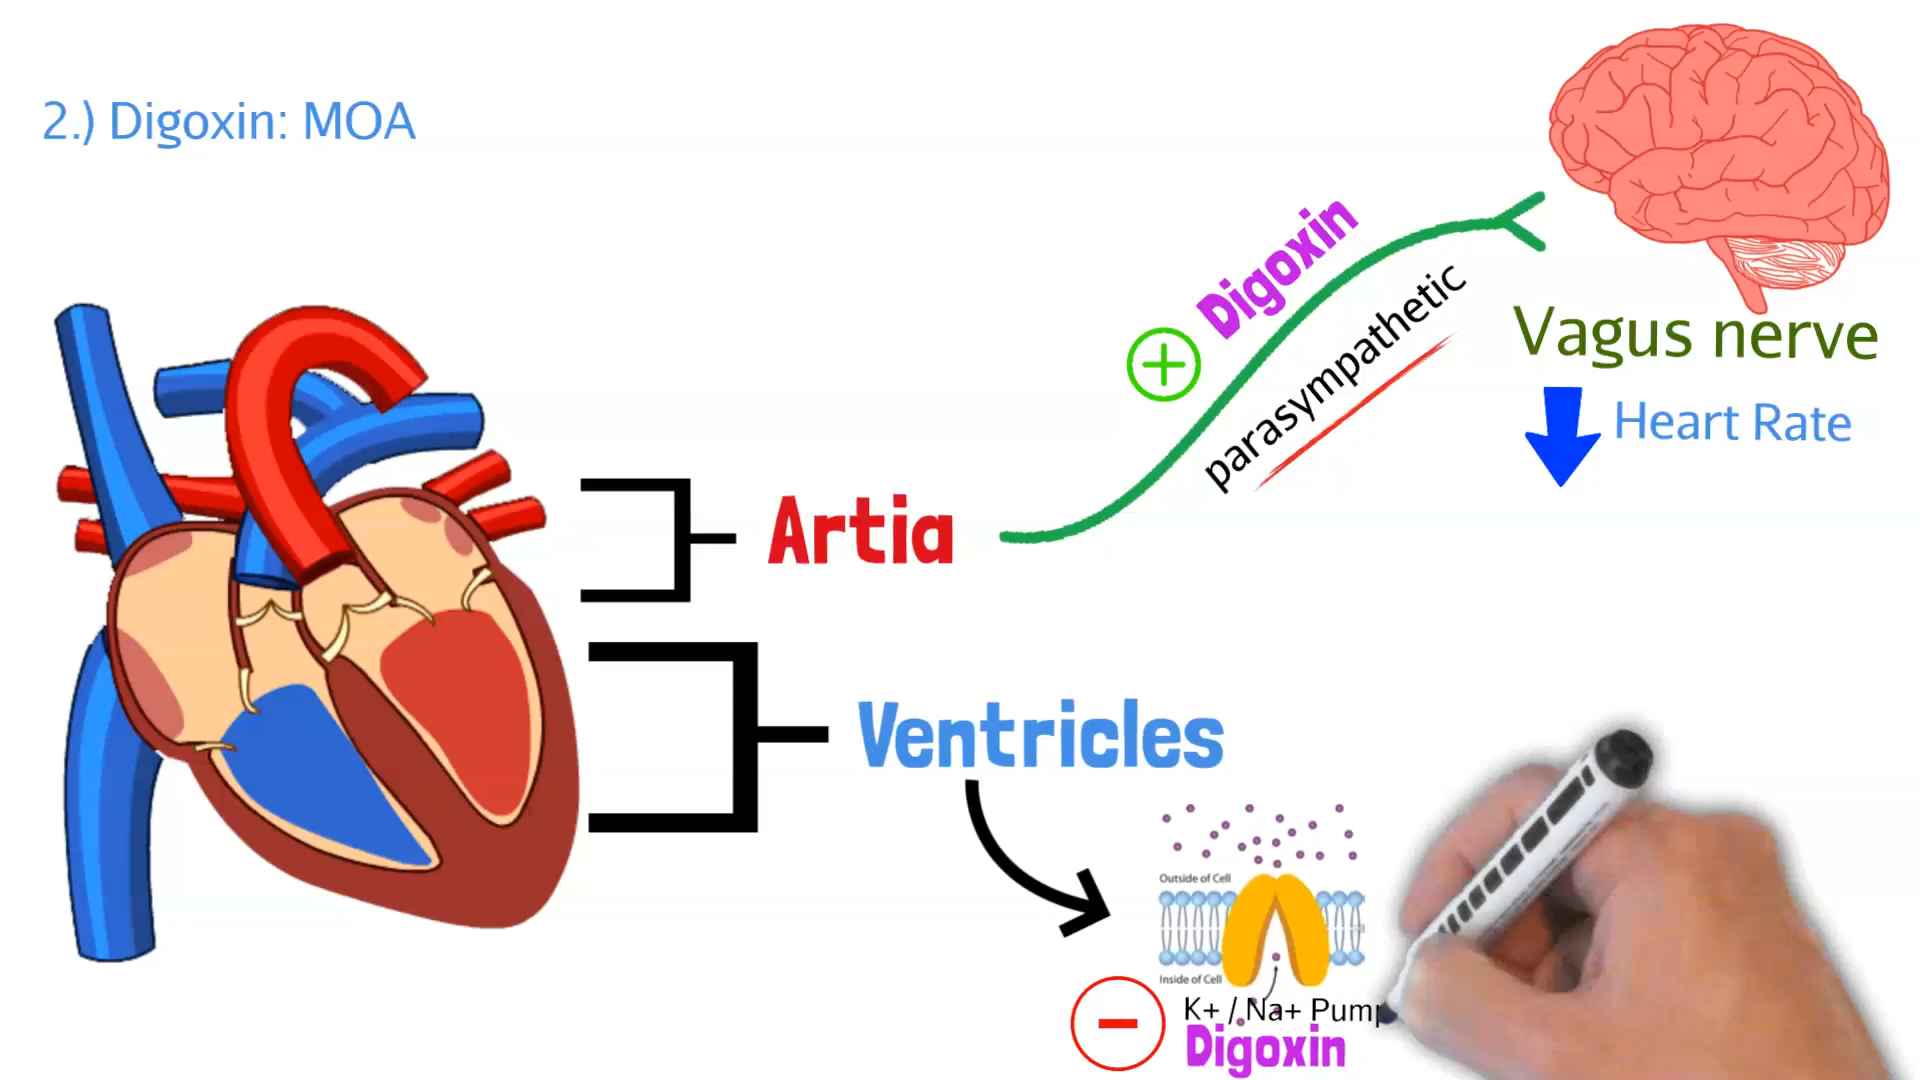 2.) Digoxin: MOA
Digoxin
parasympathetic
Vagus nerve
Heart Rate
Artia
Ventricles
Outside of Cell
Inside of Cell
K+ / Na+ Pump
Digoxin